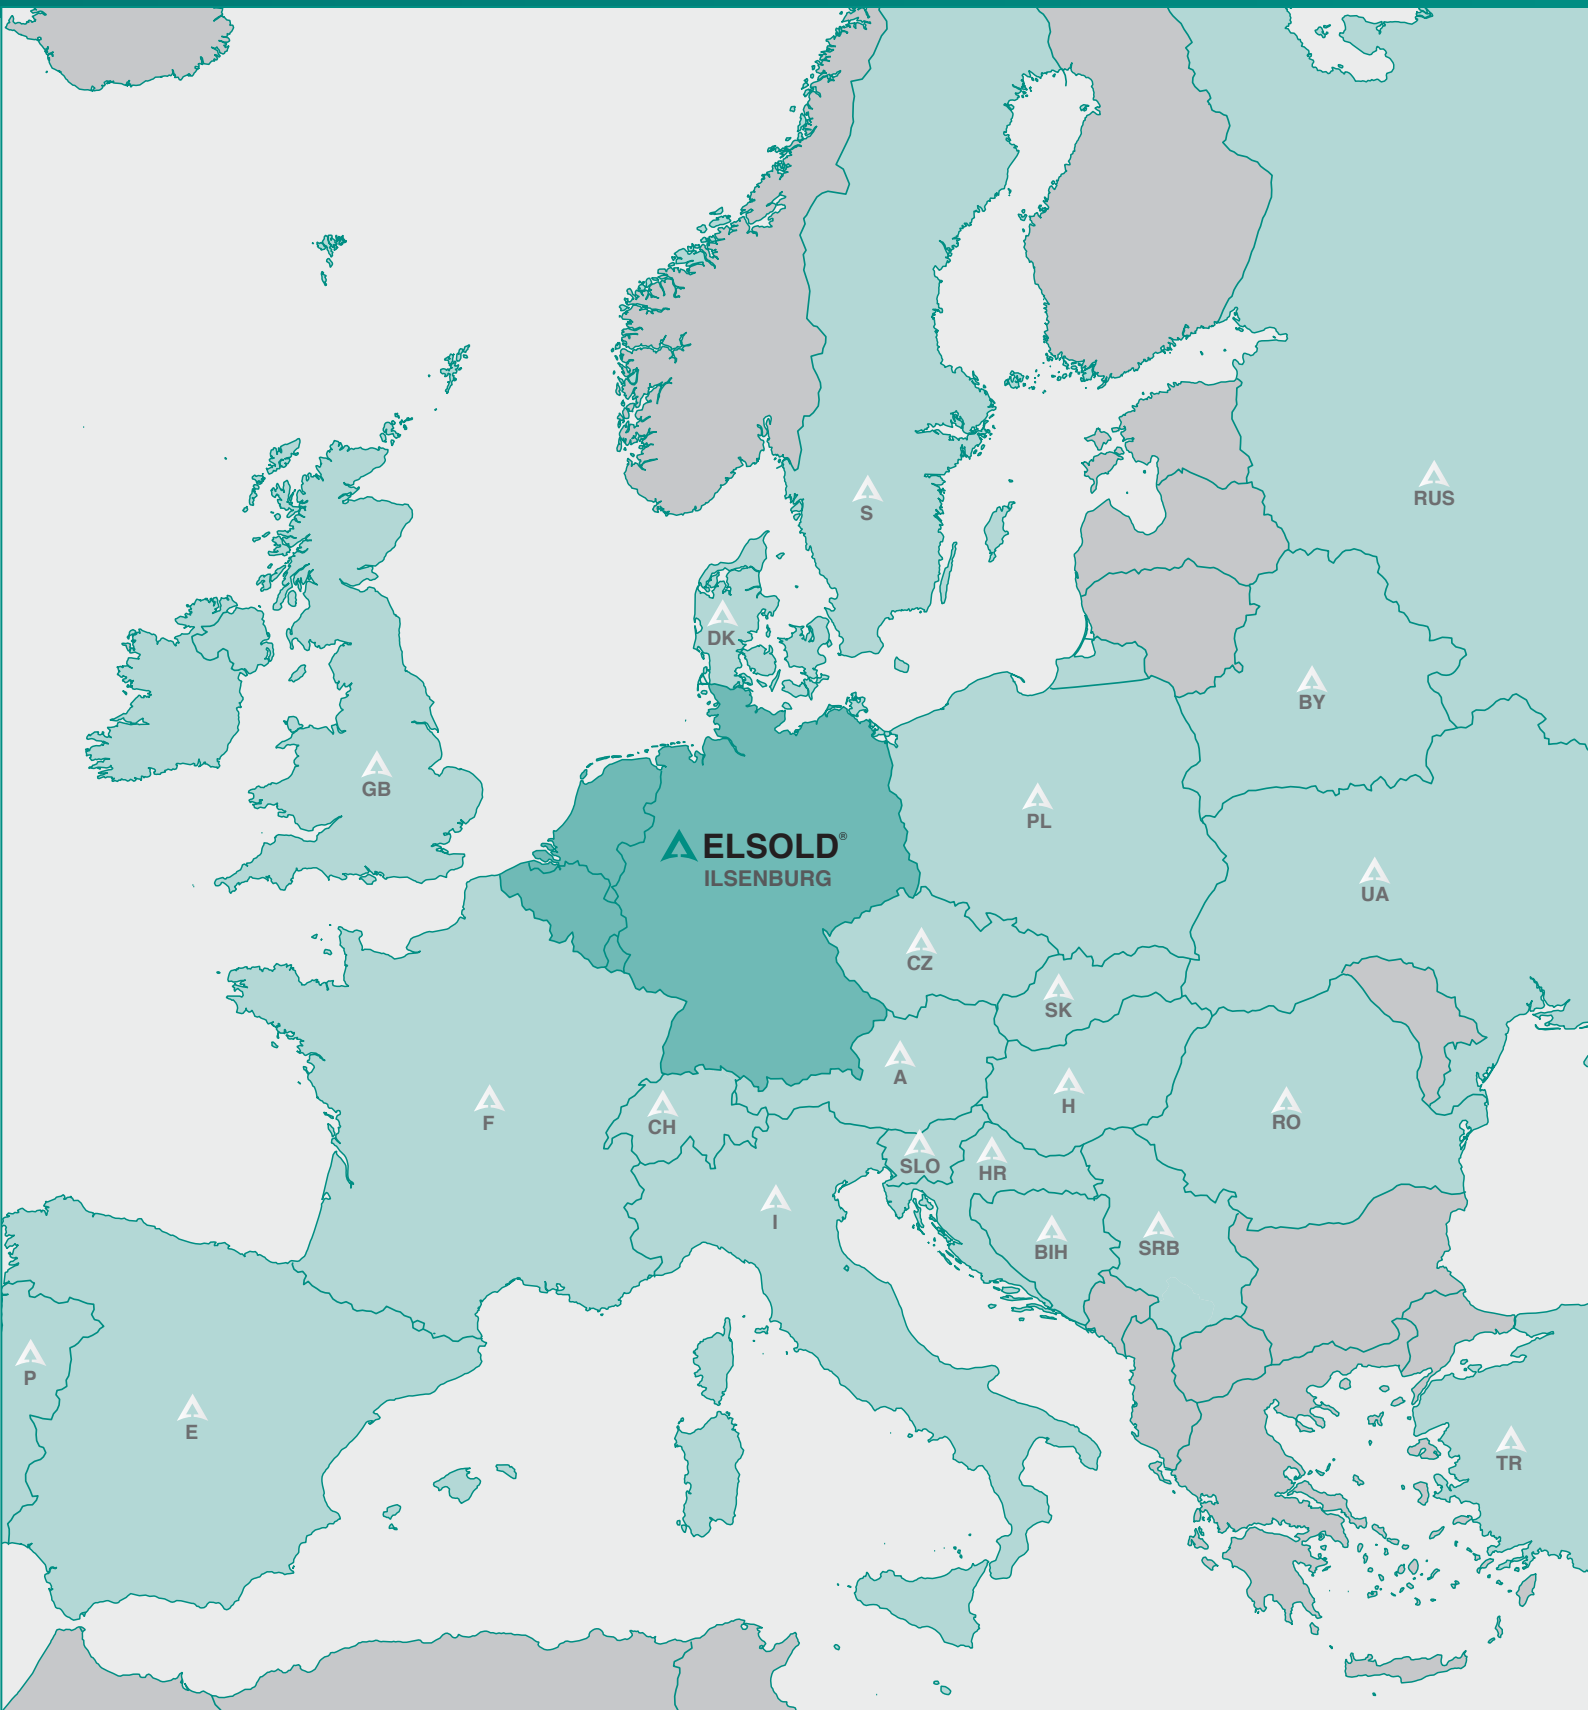 S
RUS
DK
BY
GB
PL
ELSOLD®
ILSENBURG
UA
CZ
SK
A
H
F
CH
RO
SLO
HR
I
BIH
SRB
P
E
TR